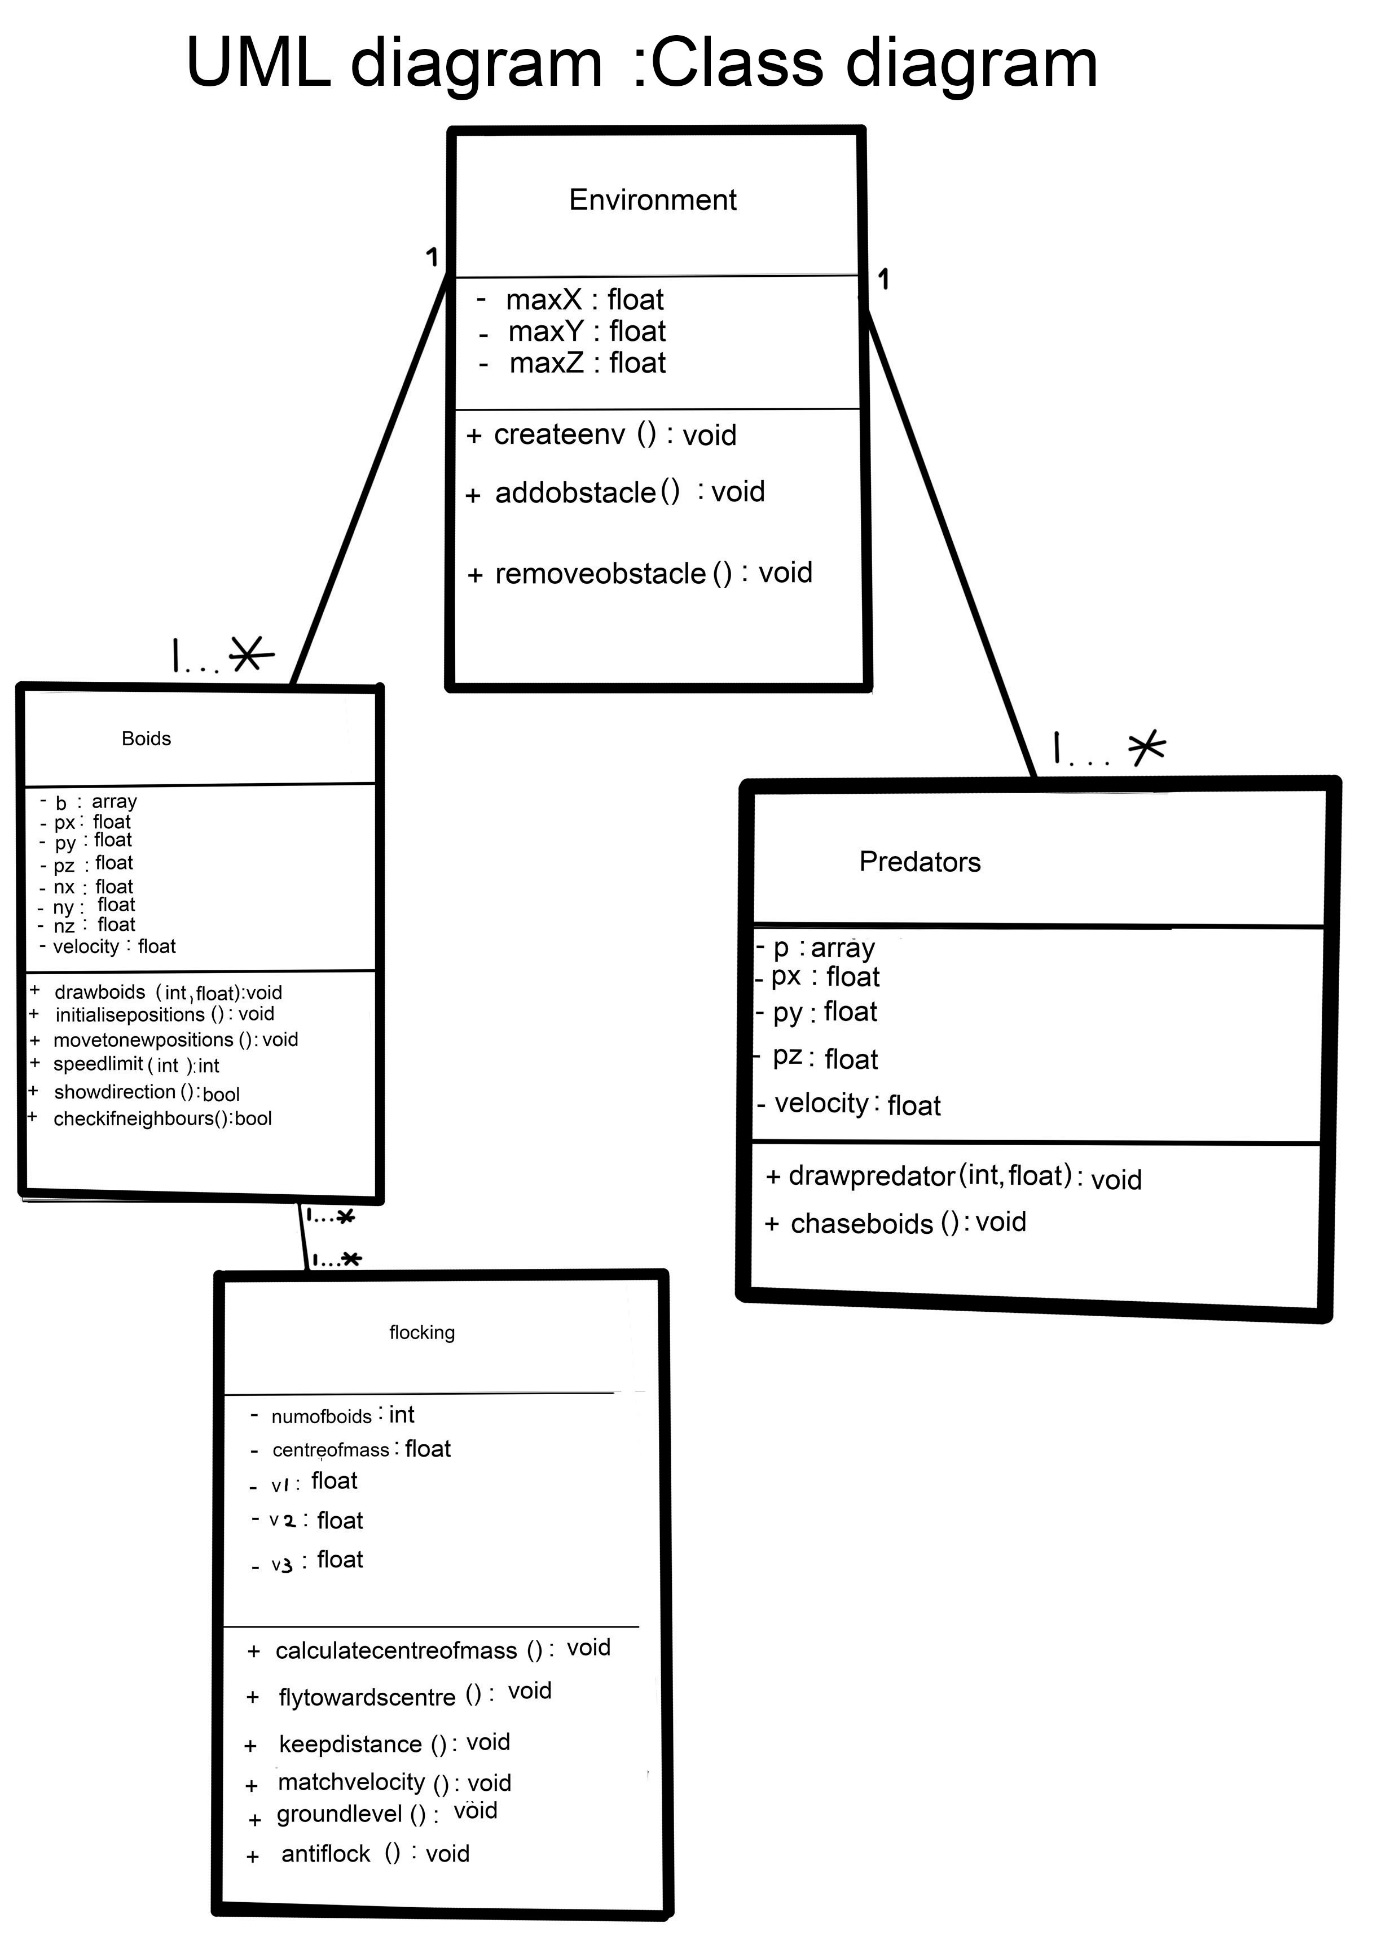 UML diagram :Class diagram
Environment
1
1
- maxX : float
- maxY : float
- maxZ : float
+ createenv () : void
+ addobstacle() : void
+ removeobstacle() : void
1...*
Boids
- b : array
- px : float
- py : float
- pz : float
- nx : float
- ny : float
- nz : float
- velocity : float
+ drawboids (int,float):void
+ initialisepositions () : void
+ movetonewpositions () : void
+ speedlimit ( int ):int
+ showdirection ():bool
+ checkifneighbours():bool
1...*
Predators
- p : array
- px : float
- py : float
- pz : float
- velocity : float
+ drawpredator(int,float) : void
+ chaseboids () : void
1...*
1...*
flocking
- numofboids : int
- centreofmass : float
- v1 : float
- v2 : float
- v3 : float
+ calculatecentreofmass () : void
+ flytowardscentre () : void
+ keepdistance () : void
+ matchvelocity () : void
+ groundlevel () : void
+ antiflock () : void